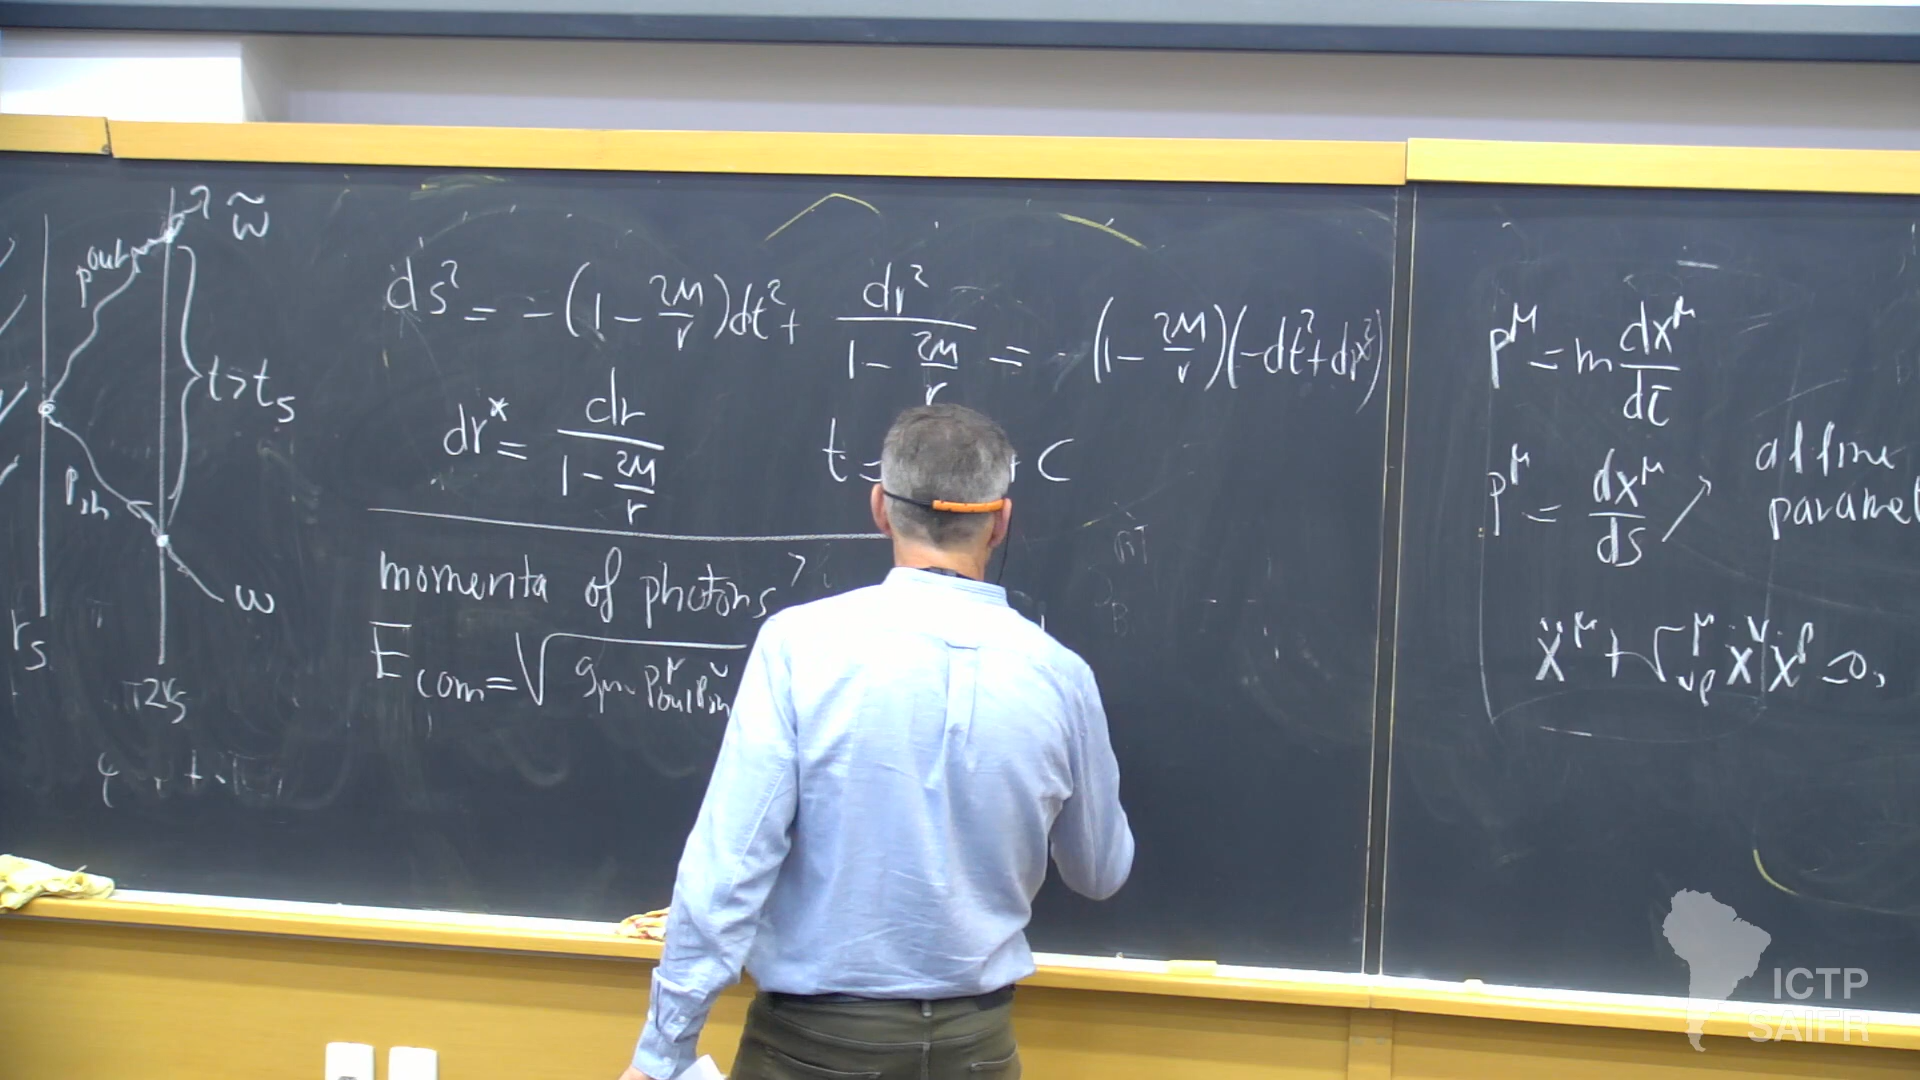 p^out
ω̃
t > t_s
p_in
ω
r_s
ds² = -(1 - 2M/r)dt² + dr²/(1 - 2M/r) = -(1 - 2M/r)(-dt² + dr*²)
dr* = dr/(1 - 2M/r)
t = + C
momenta of photons?
E_com = √g_μν p^μ_out p^ν_in
p^μ = m dx^μ/dτ
p^μ = dx^μ/ds
affine
paramet
ẍ^μ + Γ^μ_νρ ẋ^ν ẋ^ρ = 0,
ICTP
SAIFR